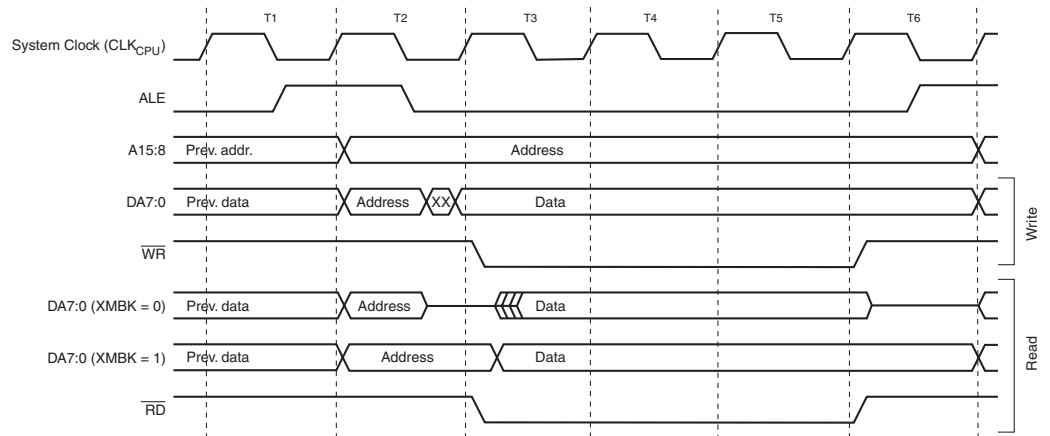 T1 T2 T3 T4 T5 T6
System Clock (CLKCPU)
ALE
A15:8 Prev. addr. Address
DA7:0 Prev. data Address XX Data
WR
Write
DA7:0 (XMBK = 0) Prev. data Address Data
DA7:0 (XMBK = 1) Prev. data Address Data
RD
Read